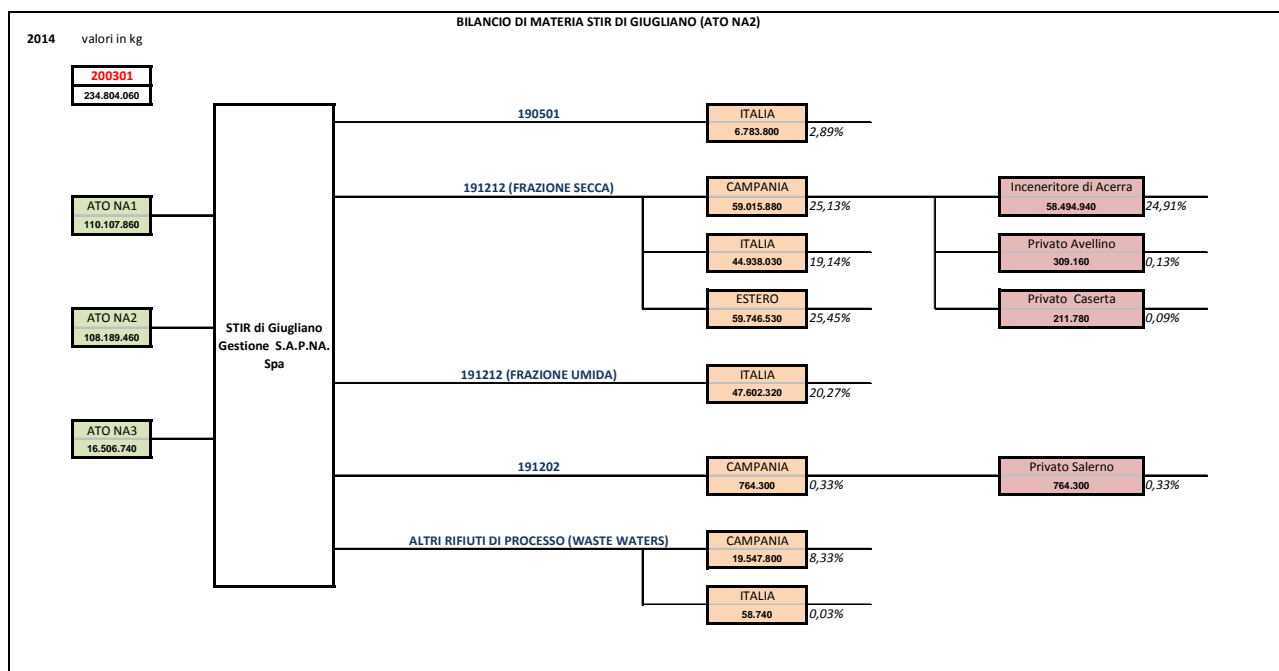 BILANCIO DI MATERIA STIR DI GIUGLIANO (ATO NA2)
2014 valori in kg
200301
234.804.060
190501
ITALIA
6.783.800 2,89%
191212 (FRAZIONE SECCA)
CAMPANIA
59.015.880 25,13%
Inceneritore di Acerra
58.494.940 24,91%
ATO NA1
110.107.860
ITALIA
44.938.030 19,14%
Privato Avellino
309.160 0,13%
ESTERO
59.746.530 25,45%
Privato Caserta
211.780 0,09%
ATO NA2
108.189.460
STIR di Giugliano
Gestione S.A.P.NA.
Spa
191212 (FRAZIONE UMIDA)
ITALIA
47.602.320 20,27%
ATO NA3
16.506.740
191202
CAMPANIA
764.300 0,33%
Privato Salerno
764.300 0,33%
ALTRI RIFIUTI DI PROCESSO (WASTE WATERS)
CAMPANIA
19.547.800 8,33%
ITALIA
58.740 0,03%